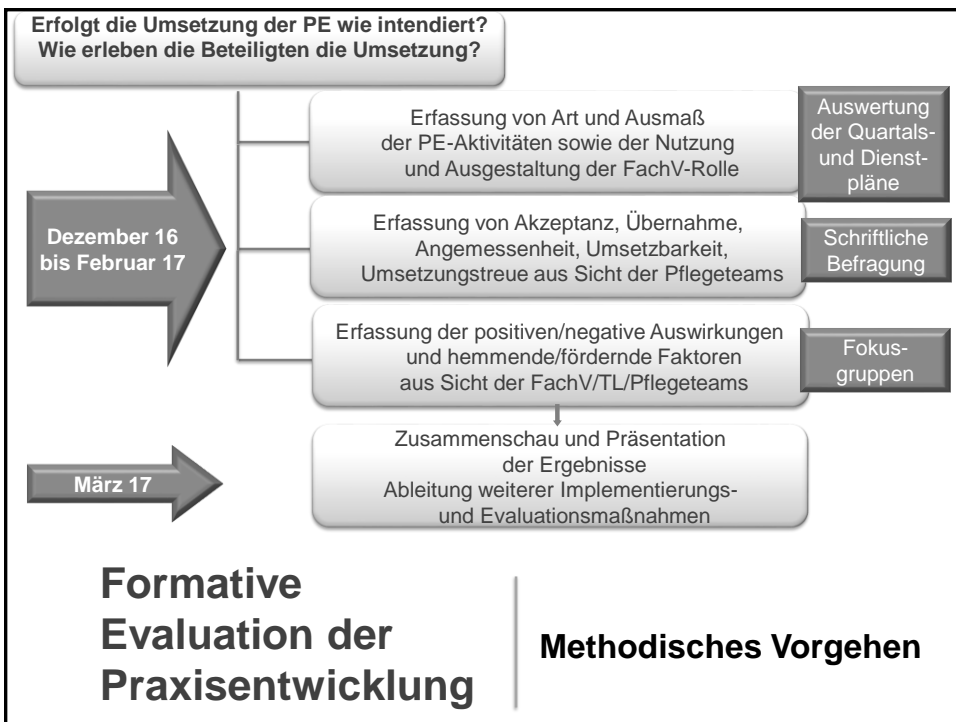 Erfolgt die Umsetzung der PE wie intendiert?
Wie erleben die Beteiligten die Umsetzung?
Dezember 16
bis Februar 17
Erfassung von Art und Ausmaß
der PE-Aktivitäten sowie der Nutzung
und Ausgestaltung der FachV-Rolle
Auswertung
der Quartals-
und Dienst-
pläne
Erfassung von Akzeptanz, Übernahme,
Angemessenheit, Umsetzbarkeit,
Umsetzungstreue aus Sicht der Pflegeteams
Schriftliche
Befragung
Erfassung der positiven/negative Auswirkungen
und hemmende/fördernde Faktoren
aus Sicht der FachV/TL/Pflegeteams
Fokus-
gruppen
März 17
Zusammenschau und Präsentation
der Ergebnisse
Ableitung weiterer Implementierungs-
und Evaluationsmaßnahmen
Formative
Evaluation der
Praxisentwicklung
Methodisches Vorgehen